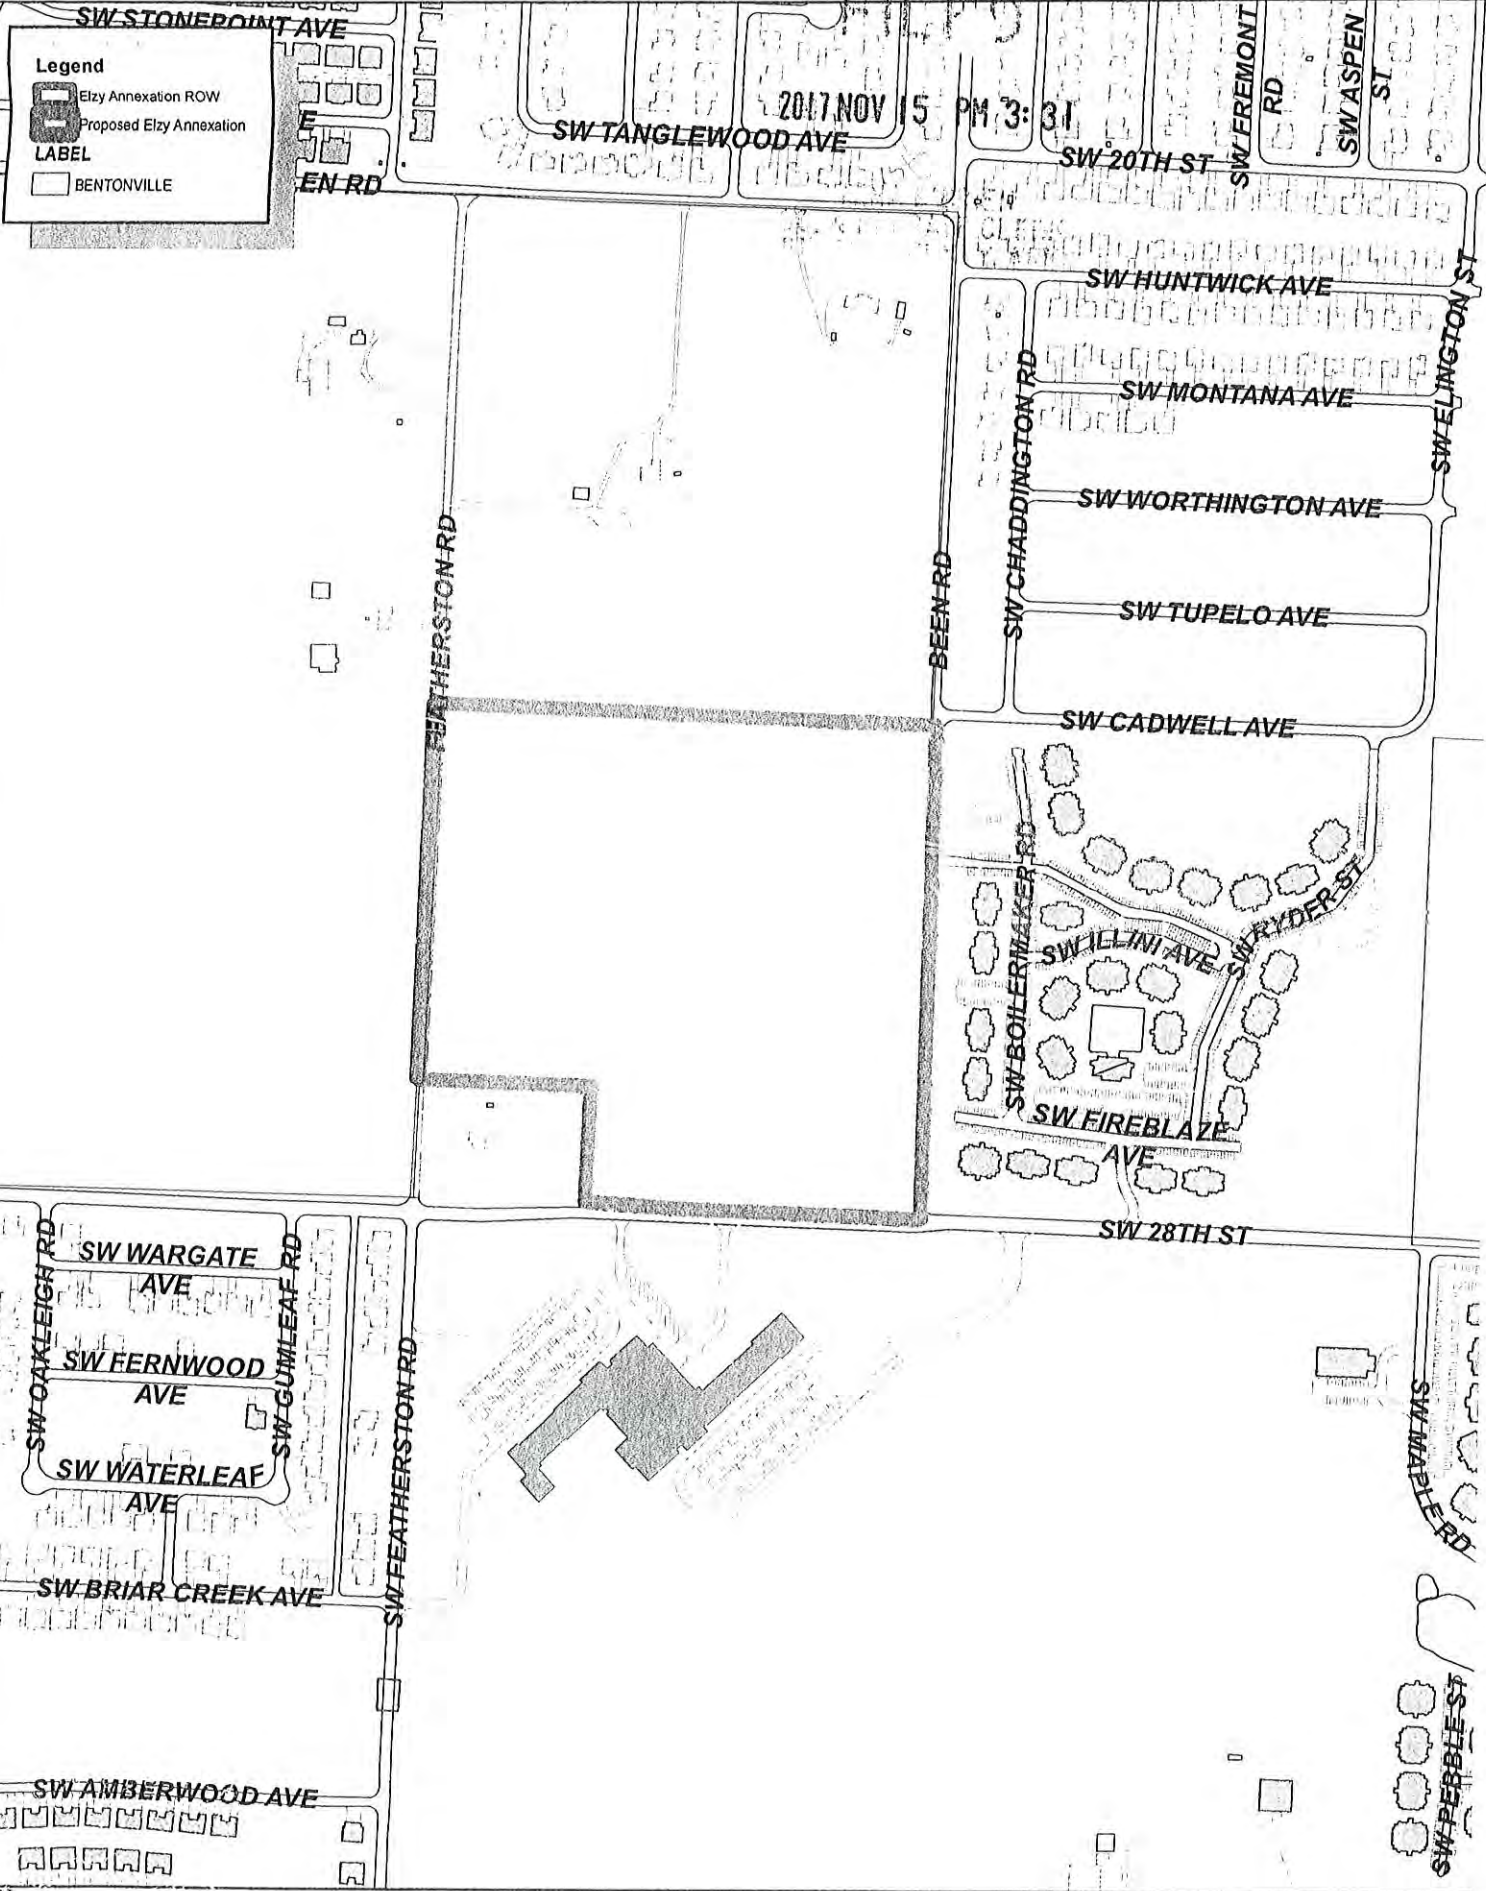 SW STONEPOINT AVE
Legend
Elzy Annexation ROW
Proposed Elzy Annexation
LABEL
BENTONVILLE
E
EN RD
2017 NOV 15 PM 3:31
SW TANGLEWOOD AVE
SW FREMONT
RD
SW ASPEN
ST
SW 20TH ST
SW HUNTWICK AVE
SW ELINGTON ST
SW MONTANA AVE
SW CHADDINGTON RD
SW WORTHINGTON AVE
FEATHERSTON RD
BEEN RD
SW TUPELO AVE
SW CADWELL AVE
SW BOILERMAKER RD
SW RYDER ST
SW ILLINI AVE
SW FIREBLAZE
AVE
SW 28TH ST
SW OAKLEIGH RD
SW WARGATE
AVE
SW GUMLEAF RD
SW FERNWOOD
AVE
SW FEATHERSTON RD
SW WATERLEAF
AVE
SW MAPLE RD
SW BRIAR CREEK AVE
SW PEBBLE ST
SW AMBERWOOD AVE